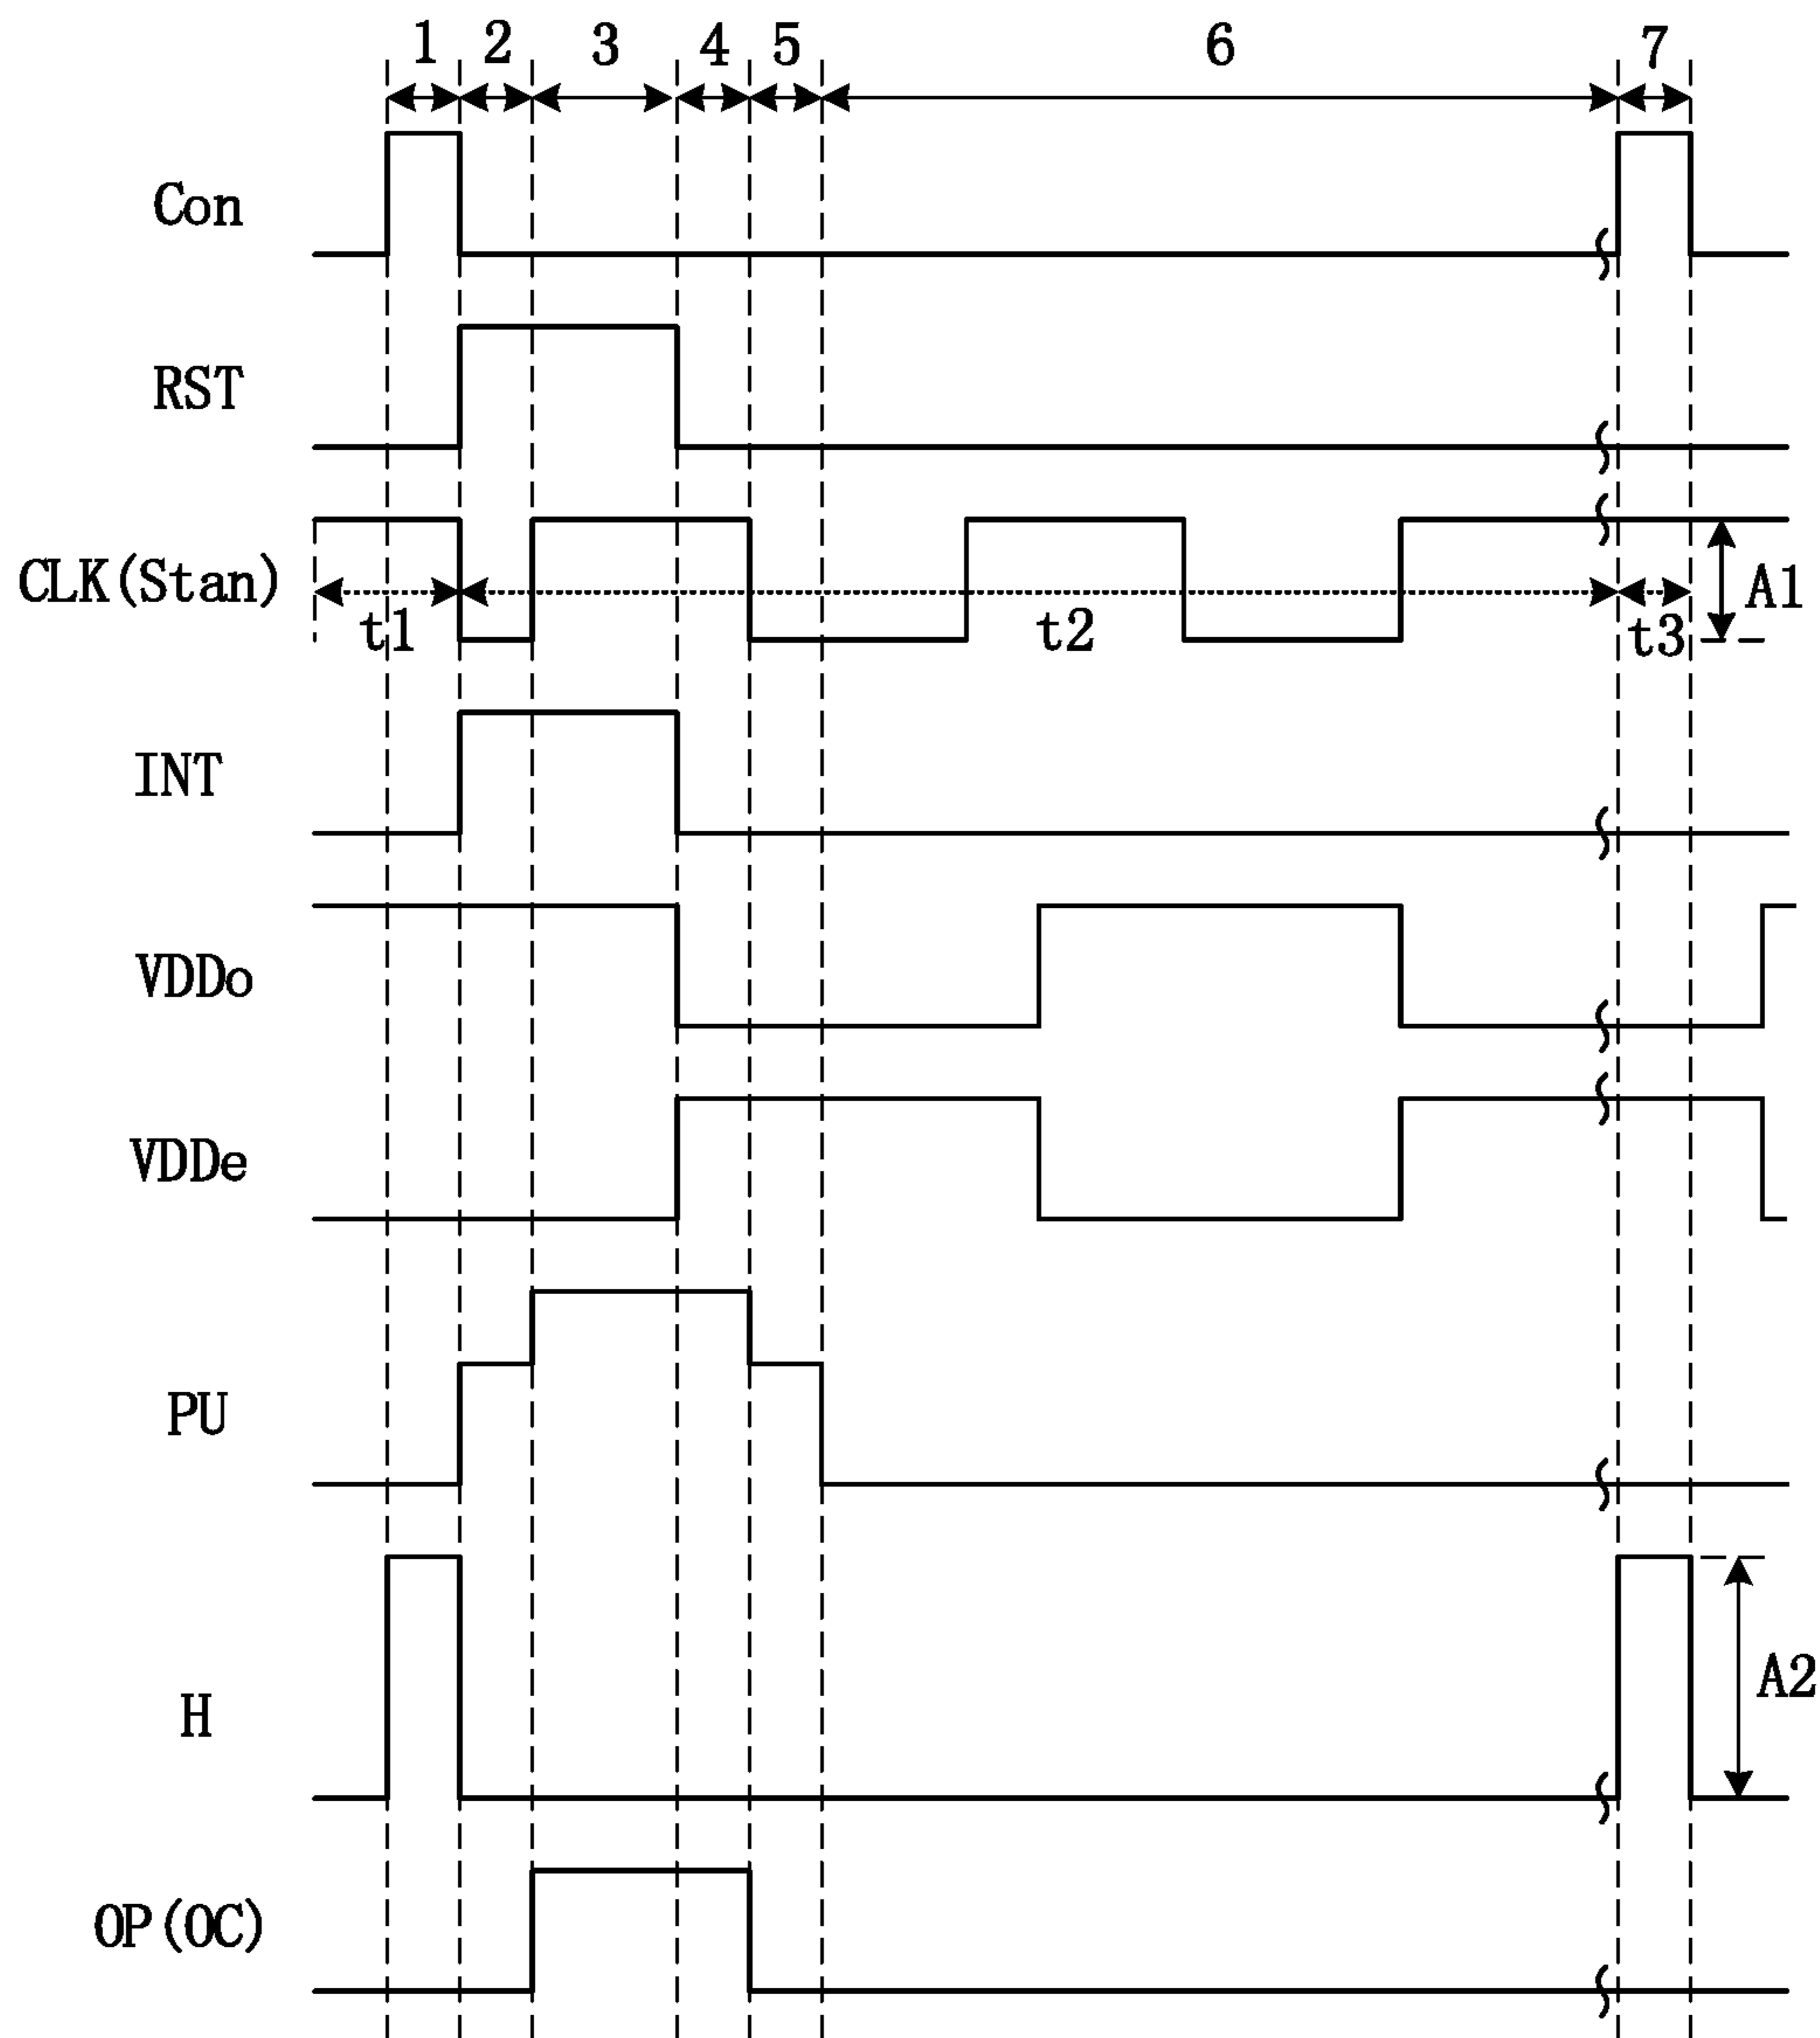 1 2 3 4 5 6 7
Con
RST
CLK(Stan)
t1 t2 t3 A1
INT
VDDo
VDDe
PU
H
A2
OP(OC)